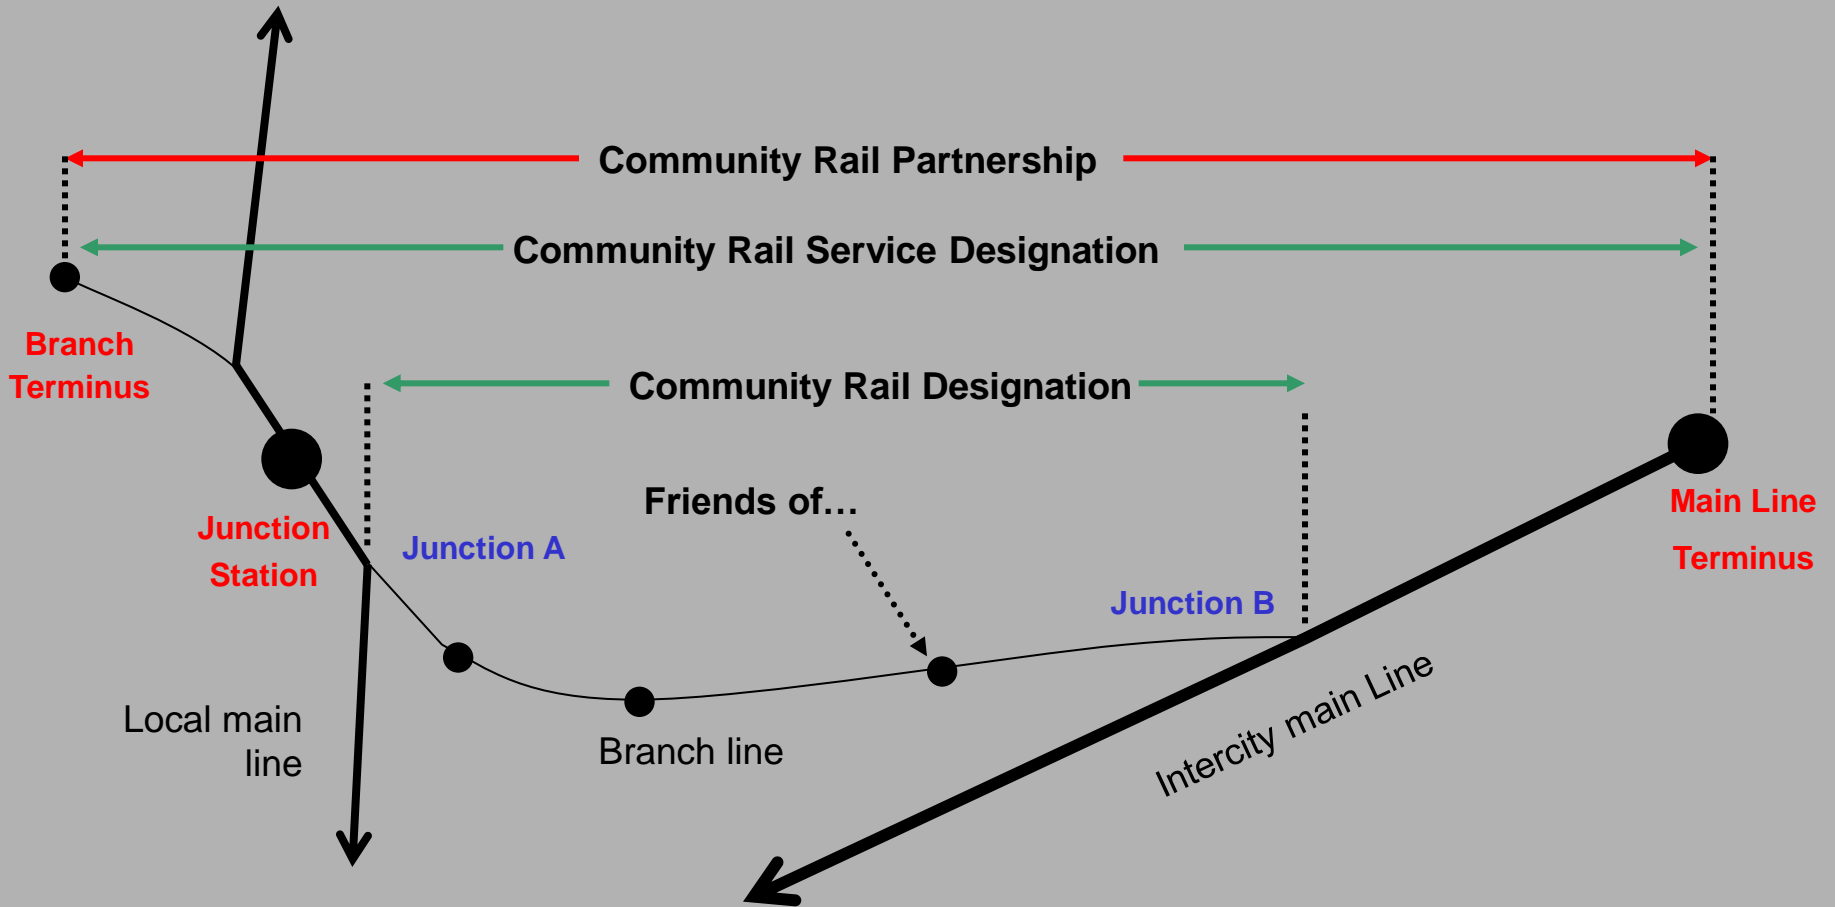 Community Rail Partnership
Community Rail Service Designation
Branch
Terminus
Community Rail Designation
Friends of…
Main Line
Terminus
Junction
Station
Junction A
Junction B
Local main
line
Branch line
Intercity main Line